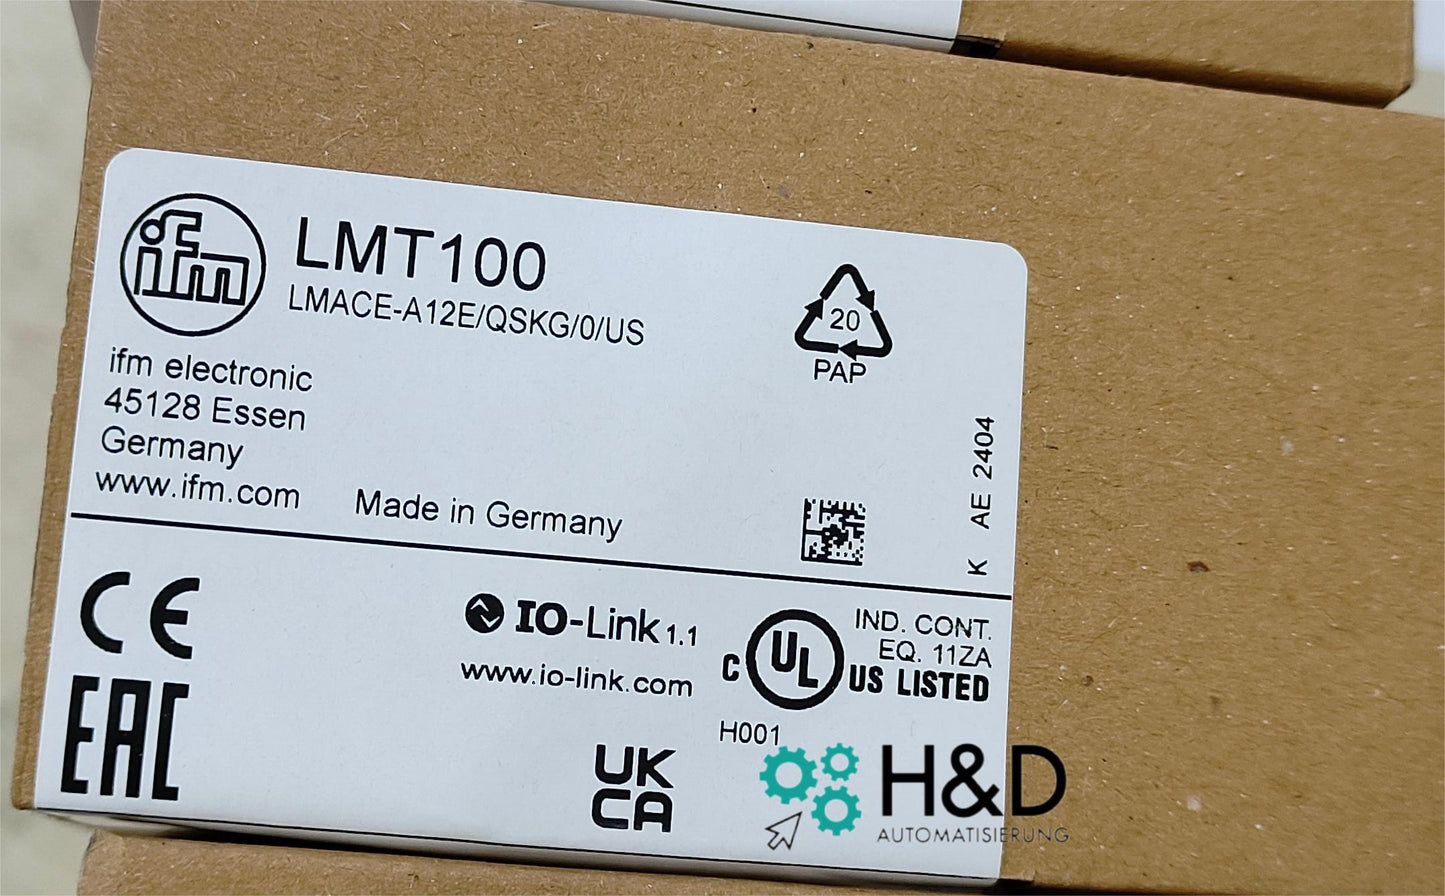 ifm
LMT100
LMACE-A12E/QSKG/0/US
ifm electronic
45128 Essen
Germany
www.ifm.com
Made in Germany
20
PAP
K AE 2404
CE
EAC
IO-Link 1.1
www.io-link.com
C UL US LISTED
IND. CONT.
EQ. 11ZA
H001
UK
CA
H&D
AUTOMATISIERUNG